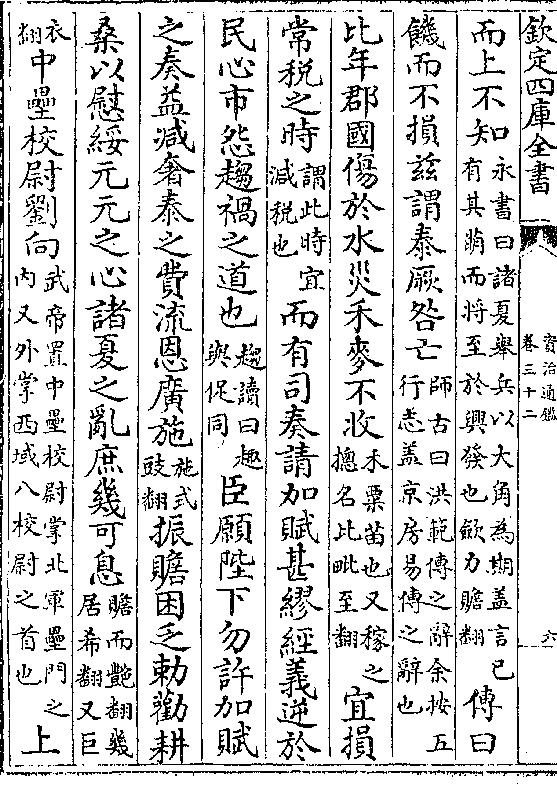 欽定四庫全書
資治通鑑
卷三十二
六
而上不知永書曰諸夏舉兵以大角為期盖言已有其萌而将至於興發也歛力贍翻傳曰
饑而不損兹謂泰厥咎亡師古曰洪範傳之辭余按五行志盖京房易傳之辭也
比年郡國傷於水災禾麥不收禾粟苗也又稼之總名比毗至翻宜損
常税之時謂此時宜減税也而有司奏請加賦甚繆經義逆於
民心市怨趨禍之道也趨讀曰趣與促同臣願陛下勿許加賦
之奏益減奢泰之費流恩廣施施式豉翻振贍困乏勅勸耕
桑以慰綏元元之心諸夏之亂庶幾可息贍而艶翻幾居希翻又巨
衣翻中壘校尉劉向武帝置中壘校尉掌北軍壘門之内又外掌西域八校尉之首也上